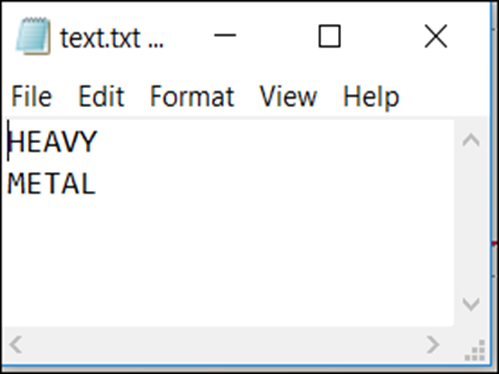 text.txt ...
File Edit Format View Help
HEAVY
METAL